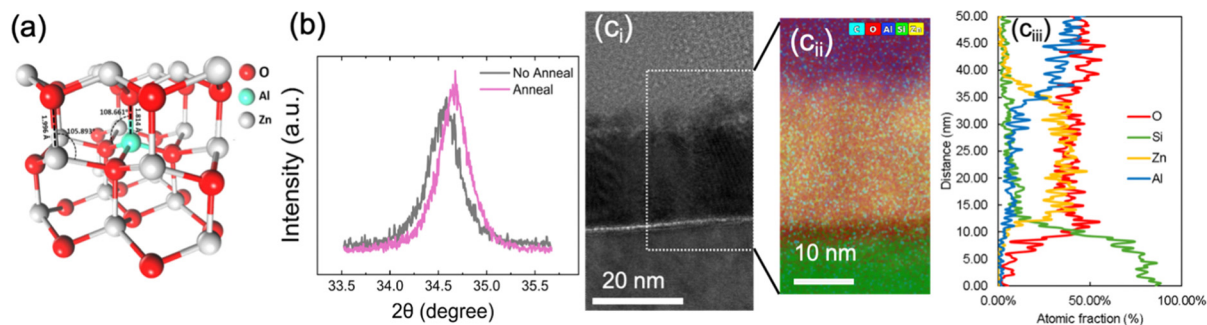 (a)
O
Al
Zn
108.661°
1.814 Å
1.996 Å
105.893°
(b)
Intensity (a.u.)
No Anneal
Anneal
33.5 34.0 34.5 35.0 35.5
2θ (degree)
(ci)
20 nm
(cii)
O Al Si
10 nm
(ciii)
Distance (nm)
50.00
45.00
40.00
35.00
30.00
25.00
20.00
15.00
10.00
5.00
0.00
O
Si
Zn
Al
0.00% 50.00% 100.00%
Atomic fraction (%)